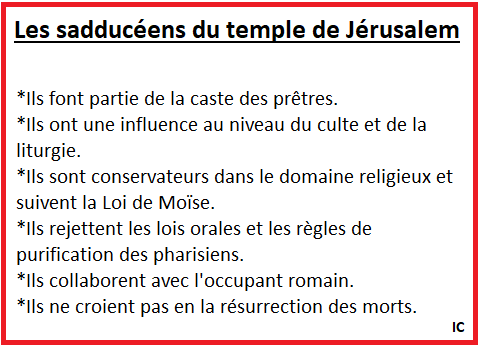 Les sadducéens du temple de Jérusalem
*Ils font partie de la caste des prêtres.
*Ils ont une influence au niveau du culte et de la
liturgie.
*Ils sont conservateurs dans le domaine religieux et
suivent la Loi de Moïse.
*Ils rejettent les lois orales et les règles de
purification des pharisiens.
*Ils collaborent avec l'occupant romain.
*Ils ne croient pas en la résurrection des morts.
IC